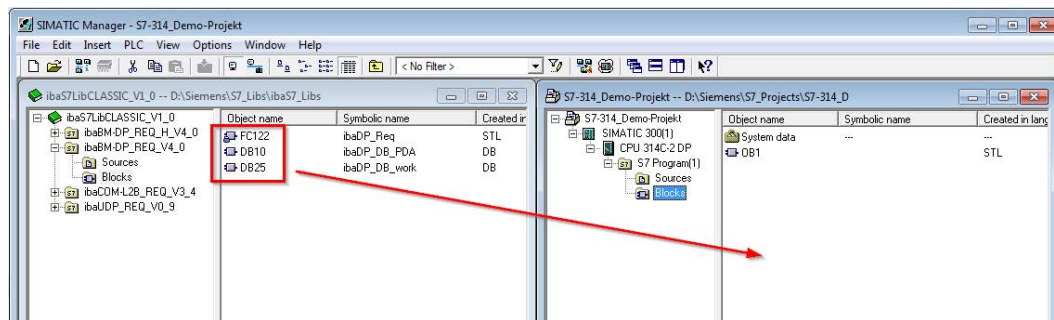 SIMATIC Manager - S7-314_Demo-Projekt
File Edit Insert PLC View Options Window Help
< No Filter >
ibaS7LibCLASSIC_V1_0 -- D:\Siemens\S7_Libs\ibaS7_Libs
ibaS7LibCLASSIC_V1_0
ibaBM-DP_REQ_H_V4_0
ibaBM-DP_REQ_V4_0
Sources
Blocks
ibaCOM-L2B_REQ_V3_4
ibaUDP_REQ_V0_9
Object name Symbolic name Created in
FC122 ibaDP_Req STL
DB10 ibaDP_DB_PDA DB
DB25 ibaDP_DB_work DB
S7-314_Demo-Projekt -- D:\Siemens\S7_Projects\S7-314_D
S7-314_Demo-Projekt
SIMATIC 300(1)
CPU 314C-2 DP
S7 Program(1)
Sources
Blocks
Object name Symbolic name Created in lang
System data --- ---
OB1 STL